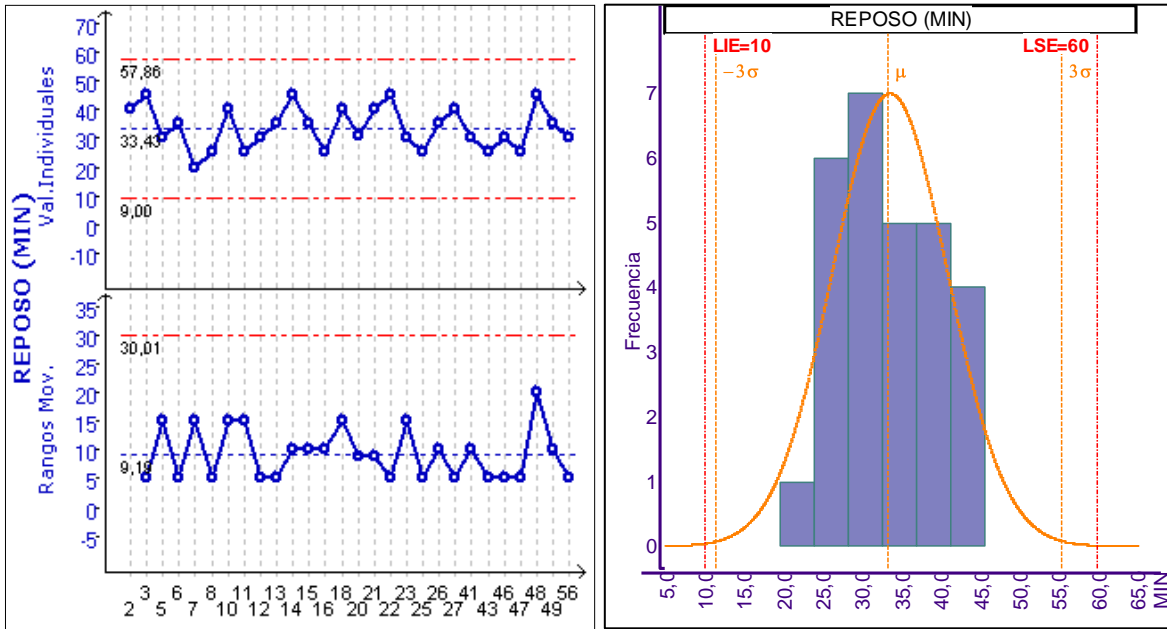 REPOSO (MIN)
Val.Individuales
70
60
50
40
30
20
10
0
-10
57,86
33,43
9,00
Rangos Mov.
35
30
25
20
15
10
5
0
-5
30,01
9,19
3 6 8 11 13 15 18 21 23 26 41 46 48 56
2 5 7 10 12 14 16 20 22 25 27 43 47 49
REPOSO (MIN)
LIE=10 LSE=60
-3σ µ 3σ
Frecuencia
7
6
5
4
3
2
1
0
5,0 10,0 15,0 20,0 25,0 30,0 35,0 40,0 45,0 50,0 55,0 60,0 65,0
MIN